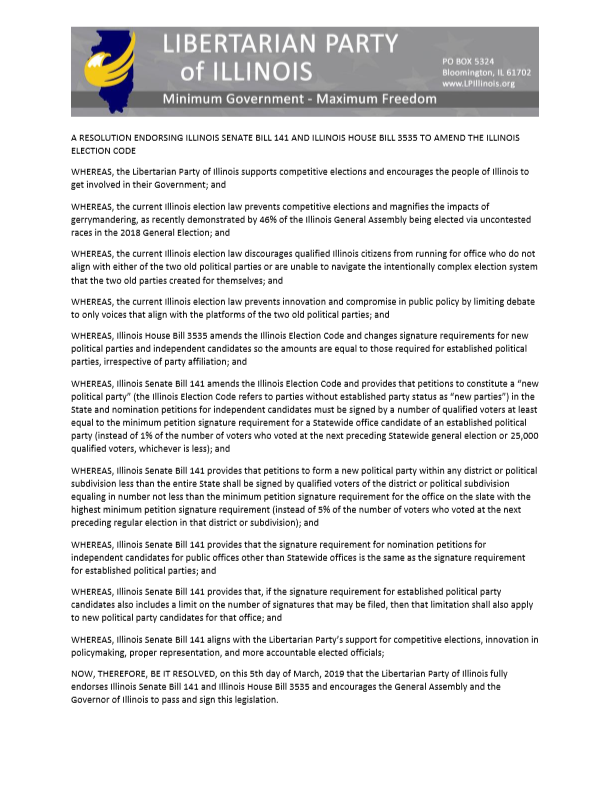 LIBERTARIAN PARTY
of ILLINOIS
PO BOX 5324
Bloomington, IL 61702
www.LPIllinois.org
Minimum Government - Maximum Freedom
A RESOLUTION ENDORSING ILLINOIS SENATE BILL 141 AND ILLINOIS HOUSE BILL 3535 TO AMEND THE ILLINOIS
ELECTION CODE
WHEREAS, the Libertarian Party of Illinois supports competitive elections and encourages the people of Illinois to
get involved in their Government; and
WHEREAS, the current Illinois election law prevents competitive elections and magnifies the impacts of
gerrymandering, as recently demonstrated by 46% of the Illinois General Assembly being elected via uncontested
races in the 2018 General Election; and
WHEREAS, the current Illinois election law discourages qualified Illinois citizens from running for office who do not
align with either of the two old political parties or are unable to navigate the intentionally complex election system
that the two old parties created for themselves; and
WHEREAS, the current Illinois election law prevents innovation and compromise in public policy by limiting debate
to only voices that align with the platforms of the two old political parties; and
WHEREAS, Illinois House Bill 3535 amends the Illinois Election Code and changes signature requirements for new
political parties and independent candidates so the amounts are equal to those required for established political
parties, irrespective of party affiliation; and
WHEREAS, Illinois Senate Bill 141 amends the Illinois Election Code and provides that petitions to constitute a “new
political party” (the Illinois Election Code refers to parties without established party status as “new parties”) in the
State and nomination petitions for independent candidates must be signed by a number of qualified voters at least
equal to the minimum petition signature requirement for a Statewide office candidate of an established political
party (instead of 1% of the number of voters who voted at the next preceding Statewide general election or 25,000
qualified voters, whichever is less); and
WHEREAS, Illinois Senate Bill 141 provides that petitions to form a new political party within any district or political
subdivision less than the entire State shall be signed by qualified voters of the district or political subdivision
equaling in number not less than the minimum petition signature requirement for the office on the slate with the
highest minimum petition signature requirement (instead of 5% of the number of voters who voted at the next
preceding regular election in that district or subdivision); and
WHEREAS, Illinois Senate Bill 141 provides that the signature requirement for nomination petitions for
independent candidates for public offices other than Statewide offices is the same as the signature requirement
for established political parties; and
WHEREAS, Illinois Senate Bill 141 provides that, if the signature requirement for established political party
candidates also includes a limit on the number of signatures that may be filed, then that limitation shall also apply
to new political party candidates for that office; and
WHEREAS, Illinois Senate Bill 141 aligns with the Libertarian Party’s support for competitive elections, innovation in
policymaking, proper representation, and more accountable elected officials;
NOW, THEREFORE, BE IT RESOLVED, on this 5th day of March, 2019 that the Libertarian Party of Illinois fully
endorses Illinois Senate Bill 141 and Illinois House Bill 3535 and encourages the General Assembly and the
Governor of Illinois to pass and sign this legislation.